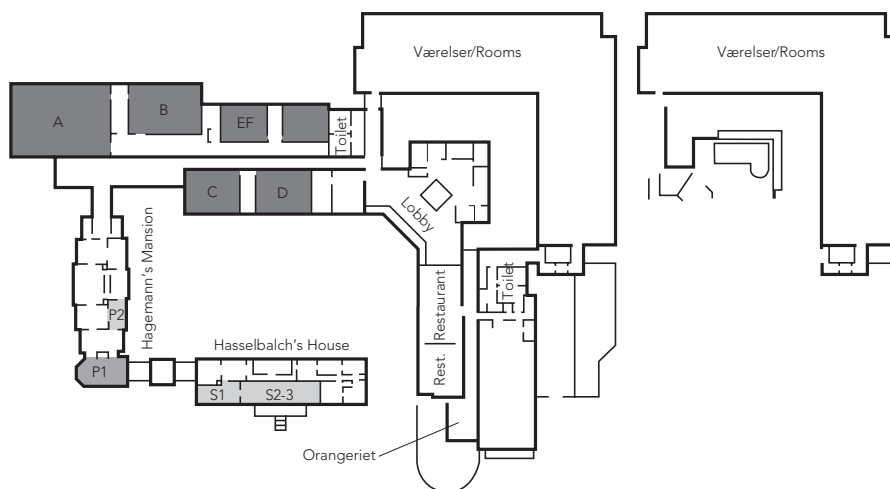 Værelser/Rooms
Værelser/Rooms
A
B
EF
Toilet
C
D
Lobby
Hagemann's Mansion
P2
P1
Hasselbalch's House
S1
S2-3
Restaurant
Rest.
Toilet
Orangeriet